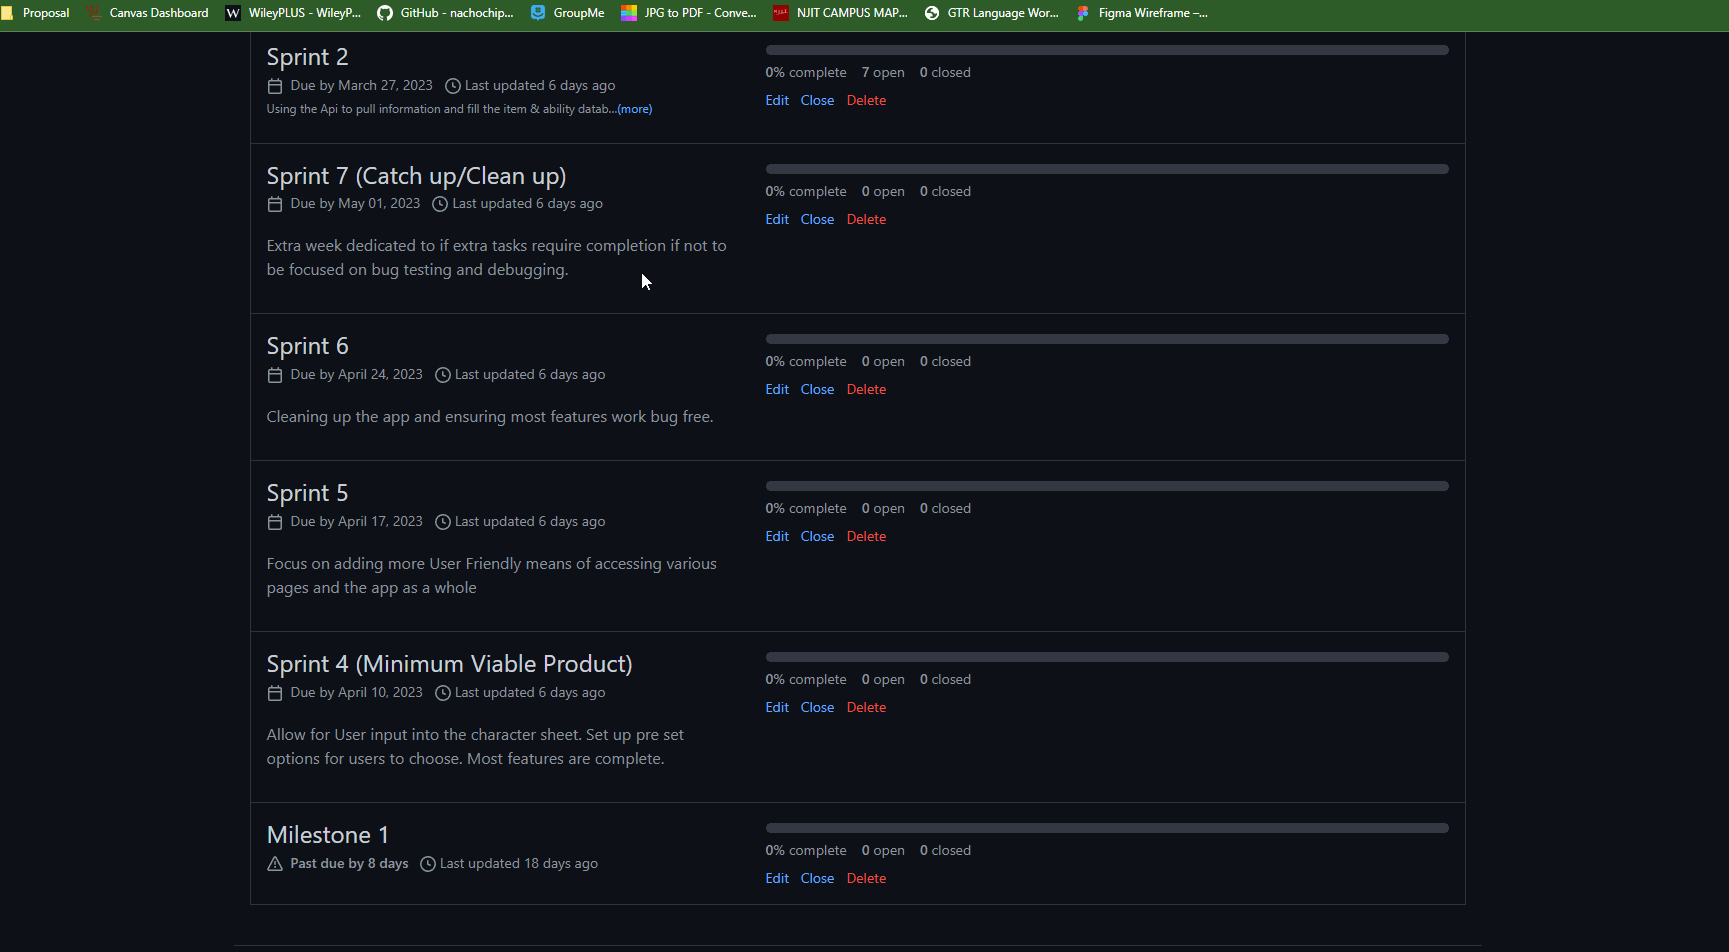 Proposal Canvas Dashboard WileyPLUS - WileyP... GitHub - nachochip... GroupMe JPG to PDF - Conve... NJIT CAMPUS MAP... GTR Language Wor... Figma Wireframe –...
Sprint 2
Due by March 27, 2023 Last updated 6 days ago
Using the Api to pull information and fill the item & ability datab...(more)
0% complete 7 open 0 closed
Edit Close Delete
Sprint 7 (Catch up/Clean up)
Due by May 01, 2023 Last updated 6 days ago
Extra week dedicated to if extra tasks require completion if not to
be focused on bug testing and debugging.
0% complete 0 open 0 closed
Edit Close Delete
Sprint 6
Due by April 24, 2023 Last updated 6 days ago
Cleaning up the app and ensuring most features work bug free.
0% complete 0 open 0 closed
Edit Close Delete
Sprint 5
Due by April 17, 2023 Last updated 6 days ago
Focus on adding more User Friendly means of accessing various
pages and the app as a whole
0% complete 0 open 0 closed
Edit Close Delete
Sprint 4 (Minimum Viable Product)
Due by April 10, 2023 Last updated 6 days ago
Allow for User input into the character sheet. Set up pre set
options for users to choose. Most features are complete.
0% complete 0 open 0 closed
Edit Close Delete
Milestone 1
Past due by 8 days Last updated 18 days ago
0% complete 0 open 0 closed
Edit Close Delete